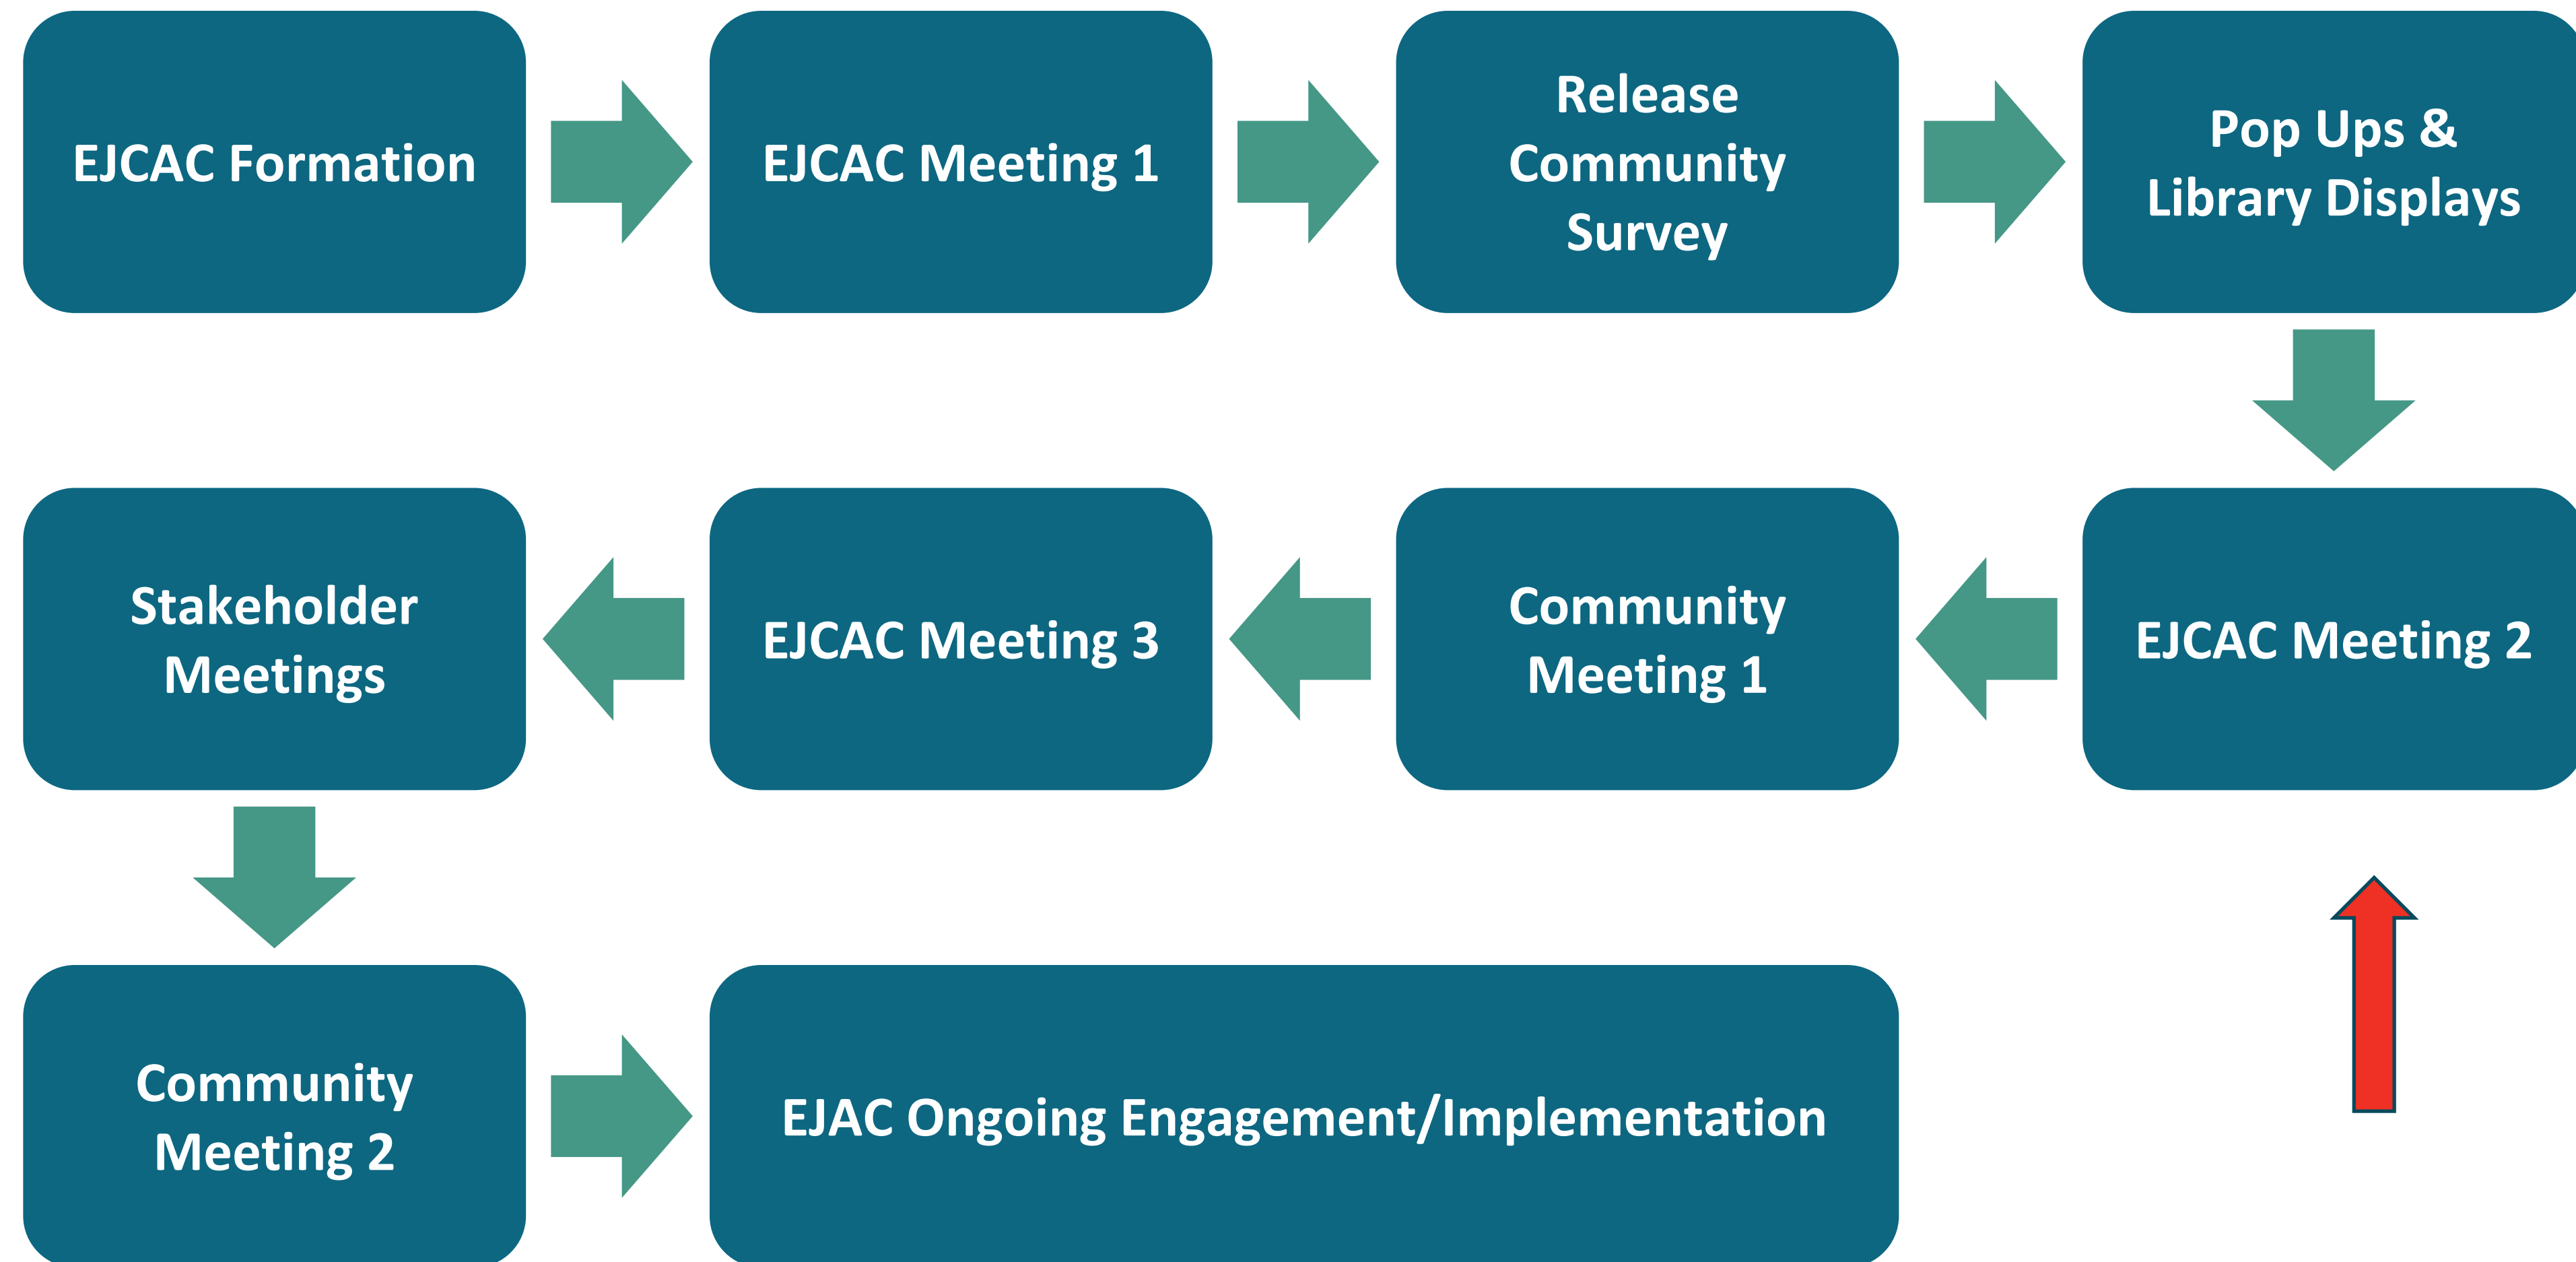 EJCAC Formation
EJCAC Meeting 1
Release
Community
Survey
Pop Ups &
Library Displays
EJCAC Meeting 2
Community
Meeting 1
EJCAC Meeting 3
Stakeholder
Meetings
Community
Meeting 2
EJAC Ongoing Engagement/Implementation